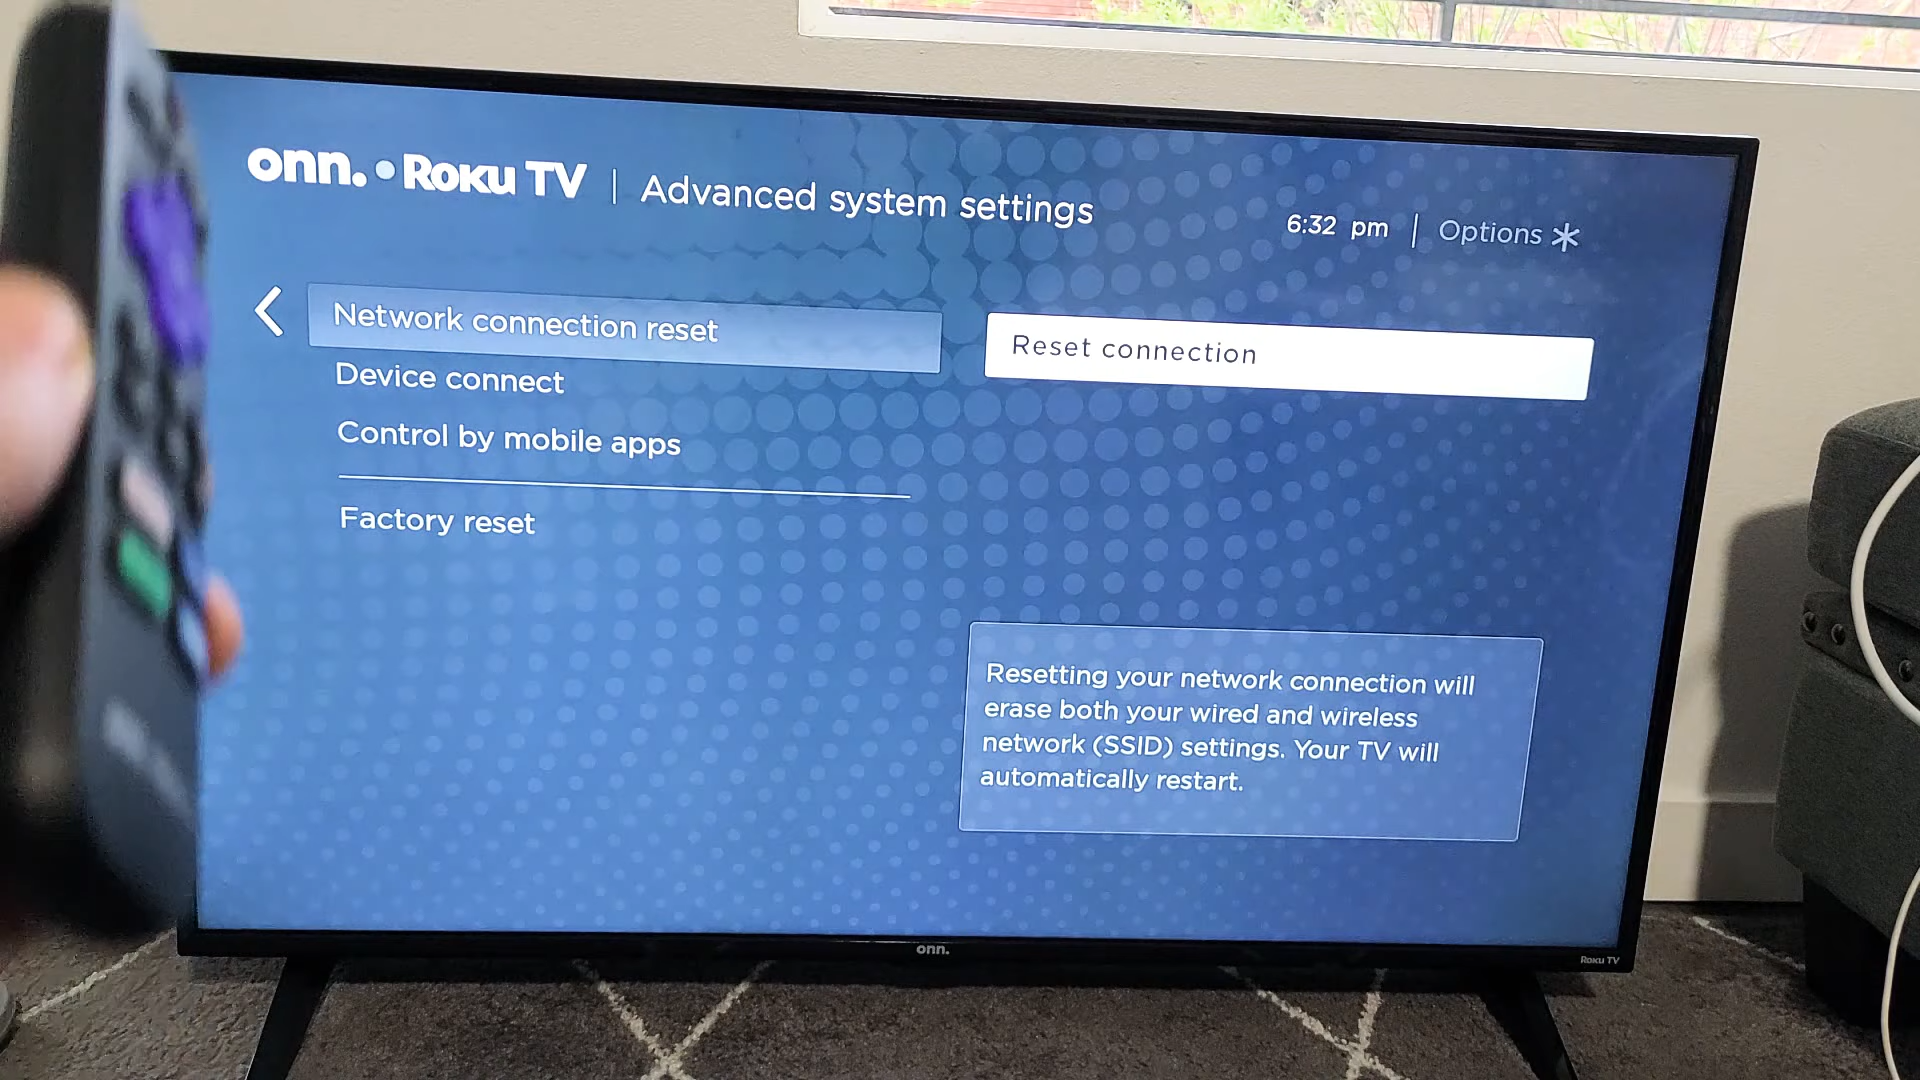 onn. • Roku TV | Advanced system settings
6:32 pm | Options *
Network connection reset
Reset connection
Device connect
Control by mobile apps
Factory reset
Resetting your network connection will
erase both your wired and wireless
network (SSID) settings. Your TV will
automatically restart.
onn.
Roku TV